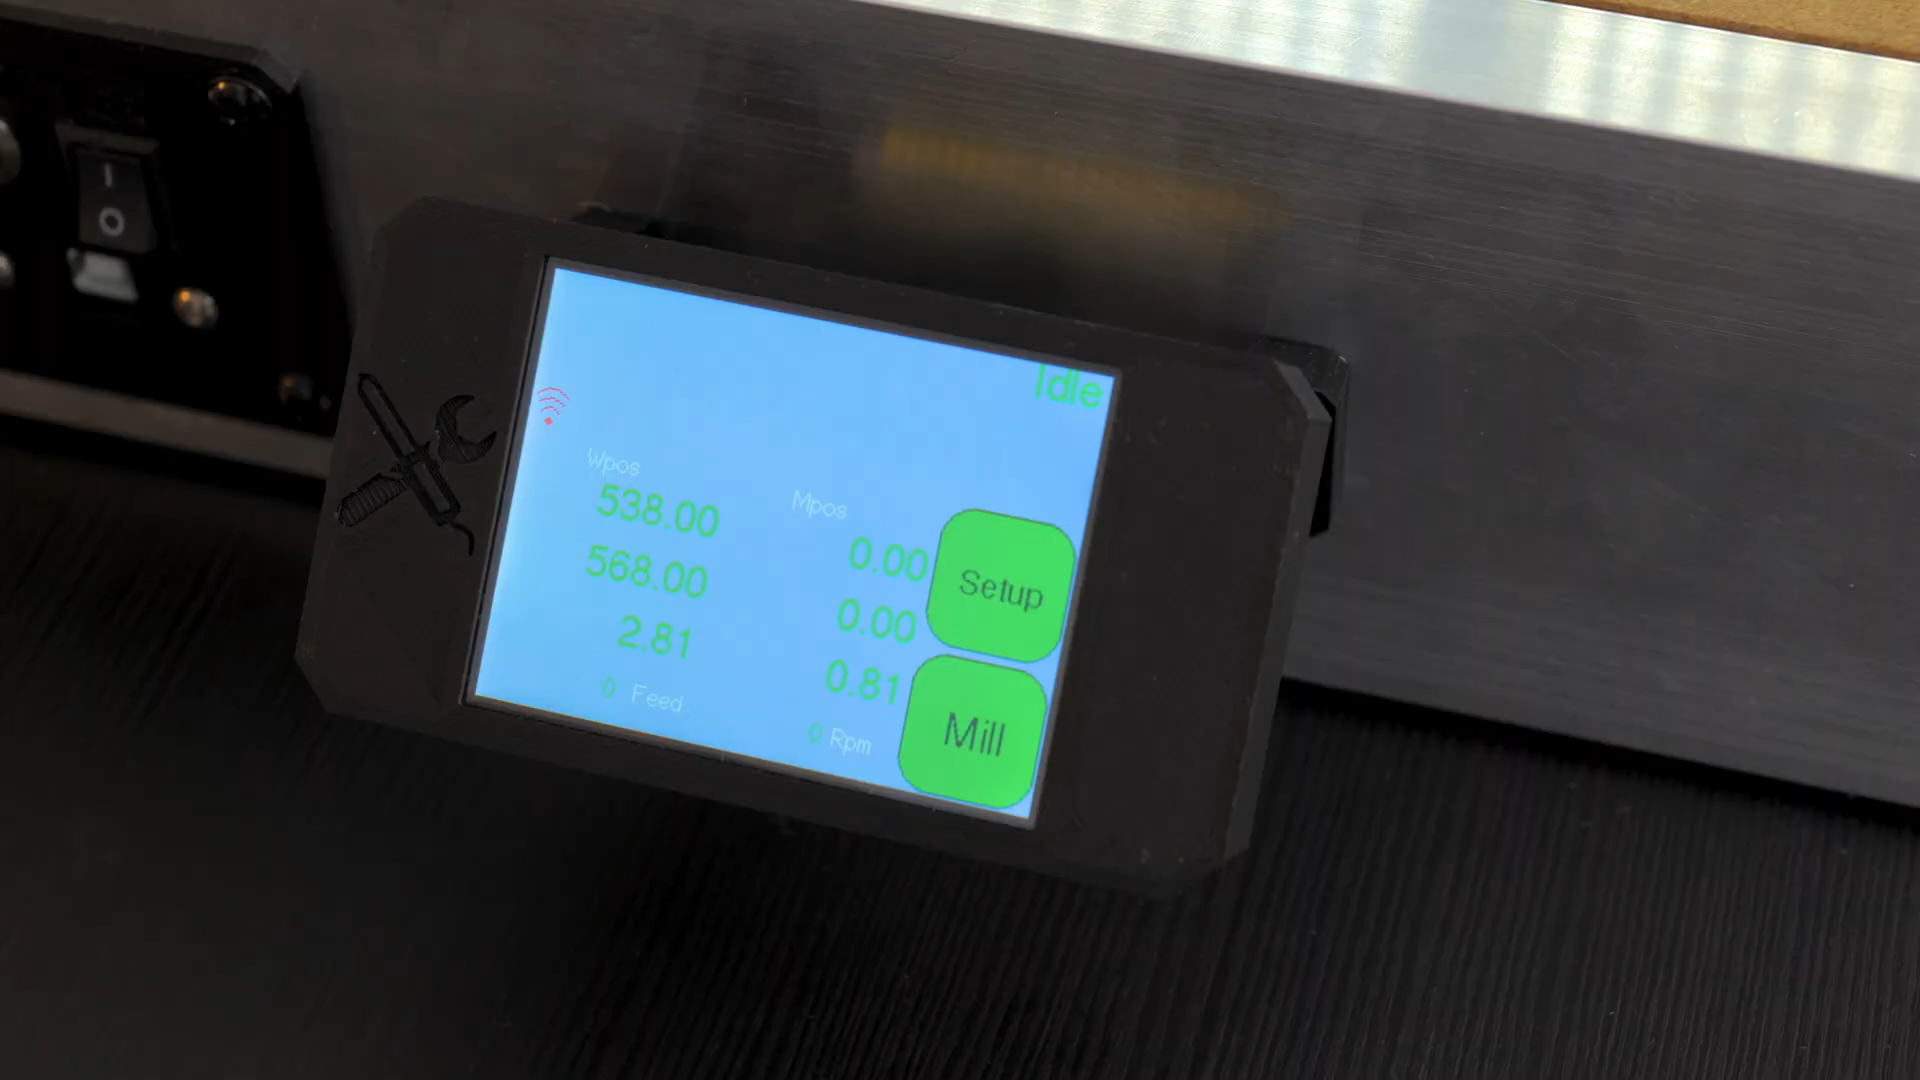 Idle
Wpos Mpos
538.00 0.00
568.00 0.00
2.81 0.81
0 Feed 0 Rpm
Setup
Mill